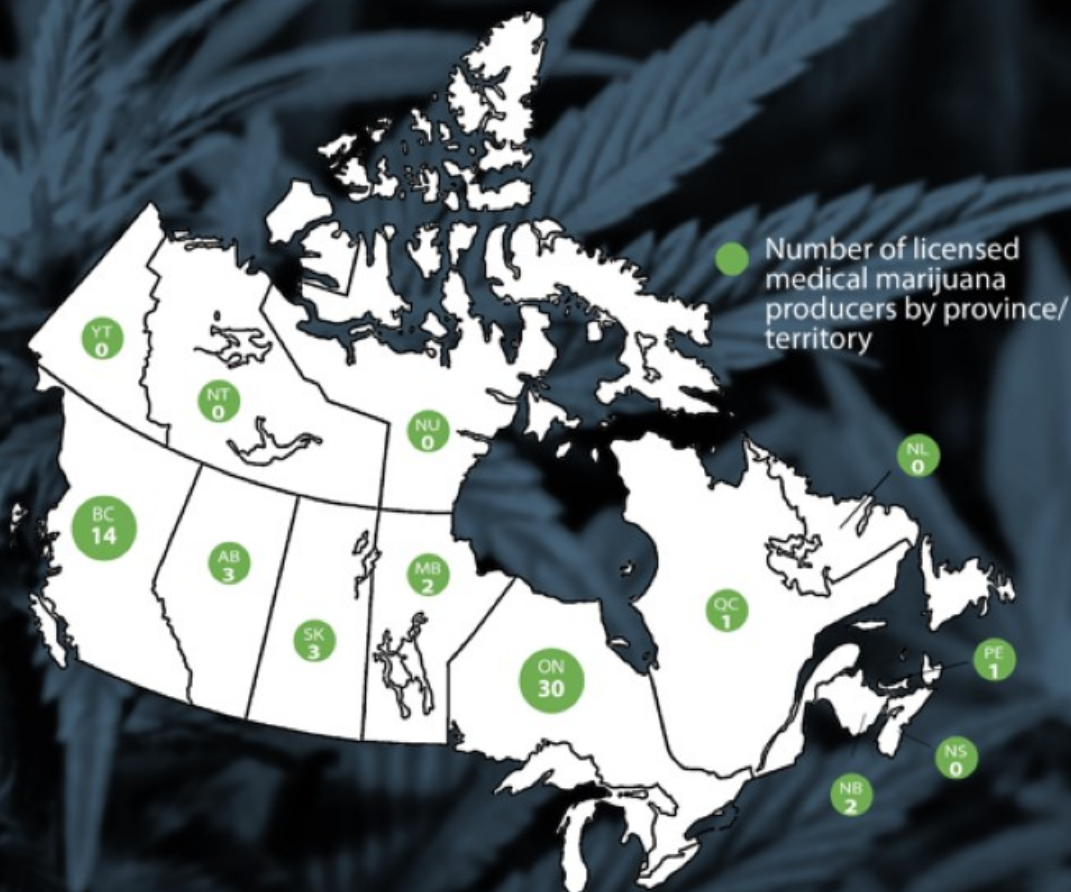 Number of licensed
medical marijuana
producers by province/
territory
YT
0
NT
0
NU
0
NL
0
BC
14
AB
3
MB
2
SK
3
QC
1
ON
30
PE
1
NS
0
NB
2